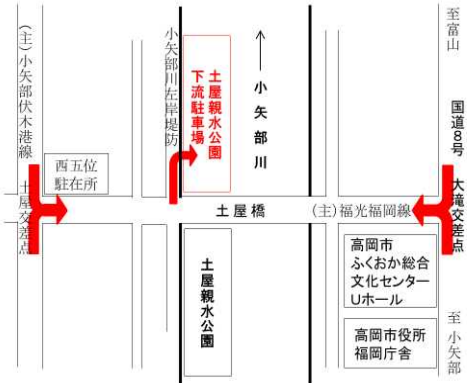 (主)小矢部伏木港線
土屋交差点
西五位
駐在所
小矢部川左岸堤防
土屋親水公園
下流駐車場
小矢部川
至富山
国道8号
大滝交差点
土屋橋
(主)福光福岡線
土屋親水公園
高岡市
ふくおか総合
文化センター
Uホール
高岡市役所
福岡庁舎
至 小矢部